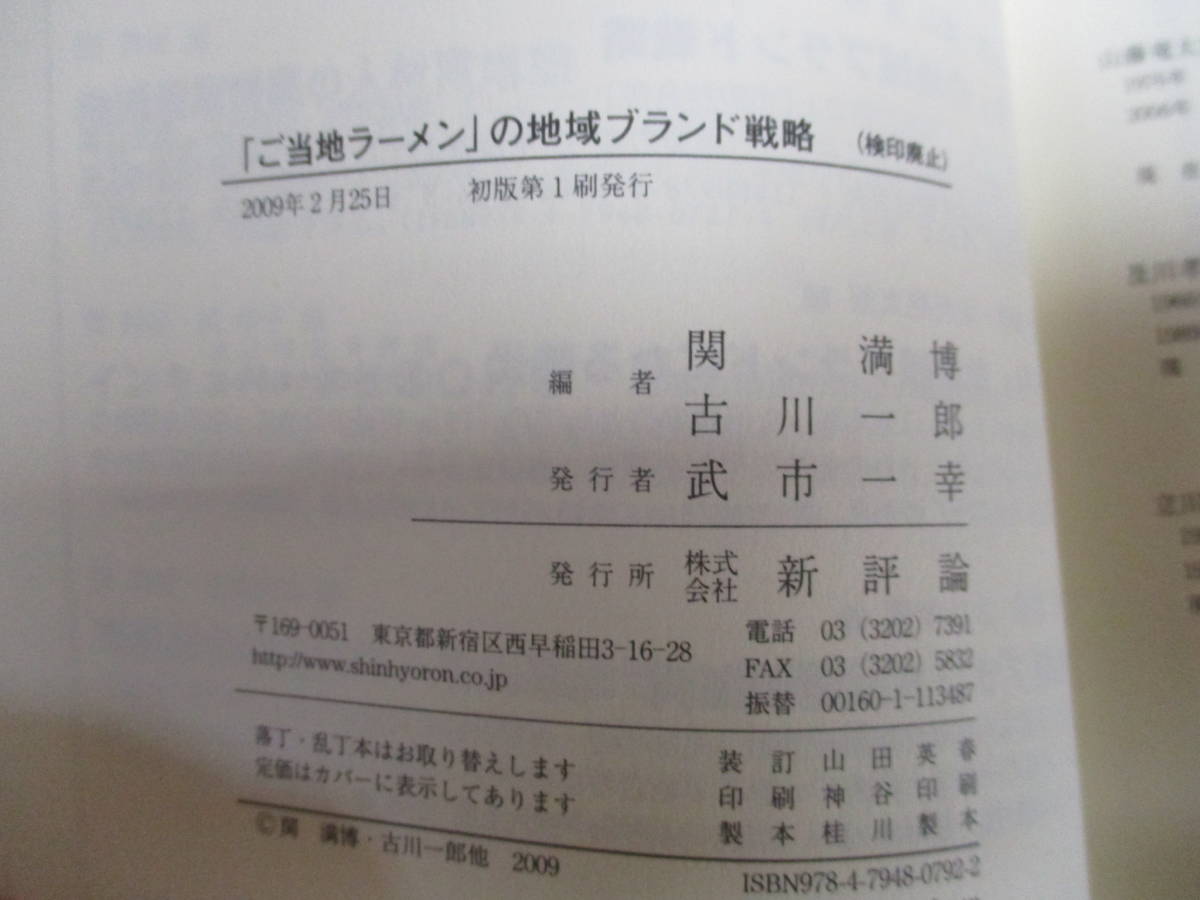 「ご当地ラーメン」の地域ブランド戦略 (検印廃止)
2009年2月25日 初版第1刷発行
編者 関満博
古川一郎
発行者 武市一幸
発行所 株式会社 新評論
〒169-0051 東京都新宿区西早稲田3-16-28
http://www.shinhyoron.co.jp
電話 03 (3202) 7391
FAX 03 (3202) 5832
振替 00160-1-113487
落丁・乱丁本はお取り替えします
定価はカバーに表示してあります
装訂 山田英春
印刷 神谷印刷
製本 桂川製本
©関 満博・古川一郎他 2009
ISBN978-4-7948-0792-2